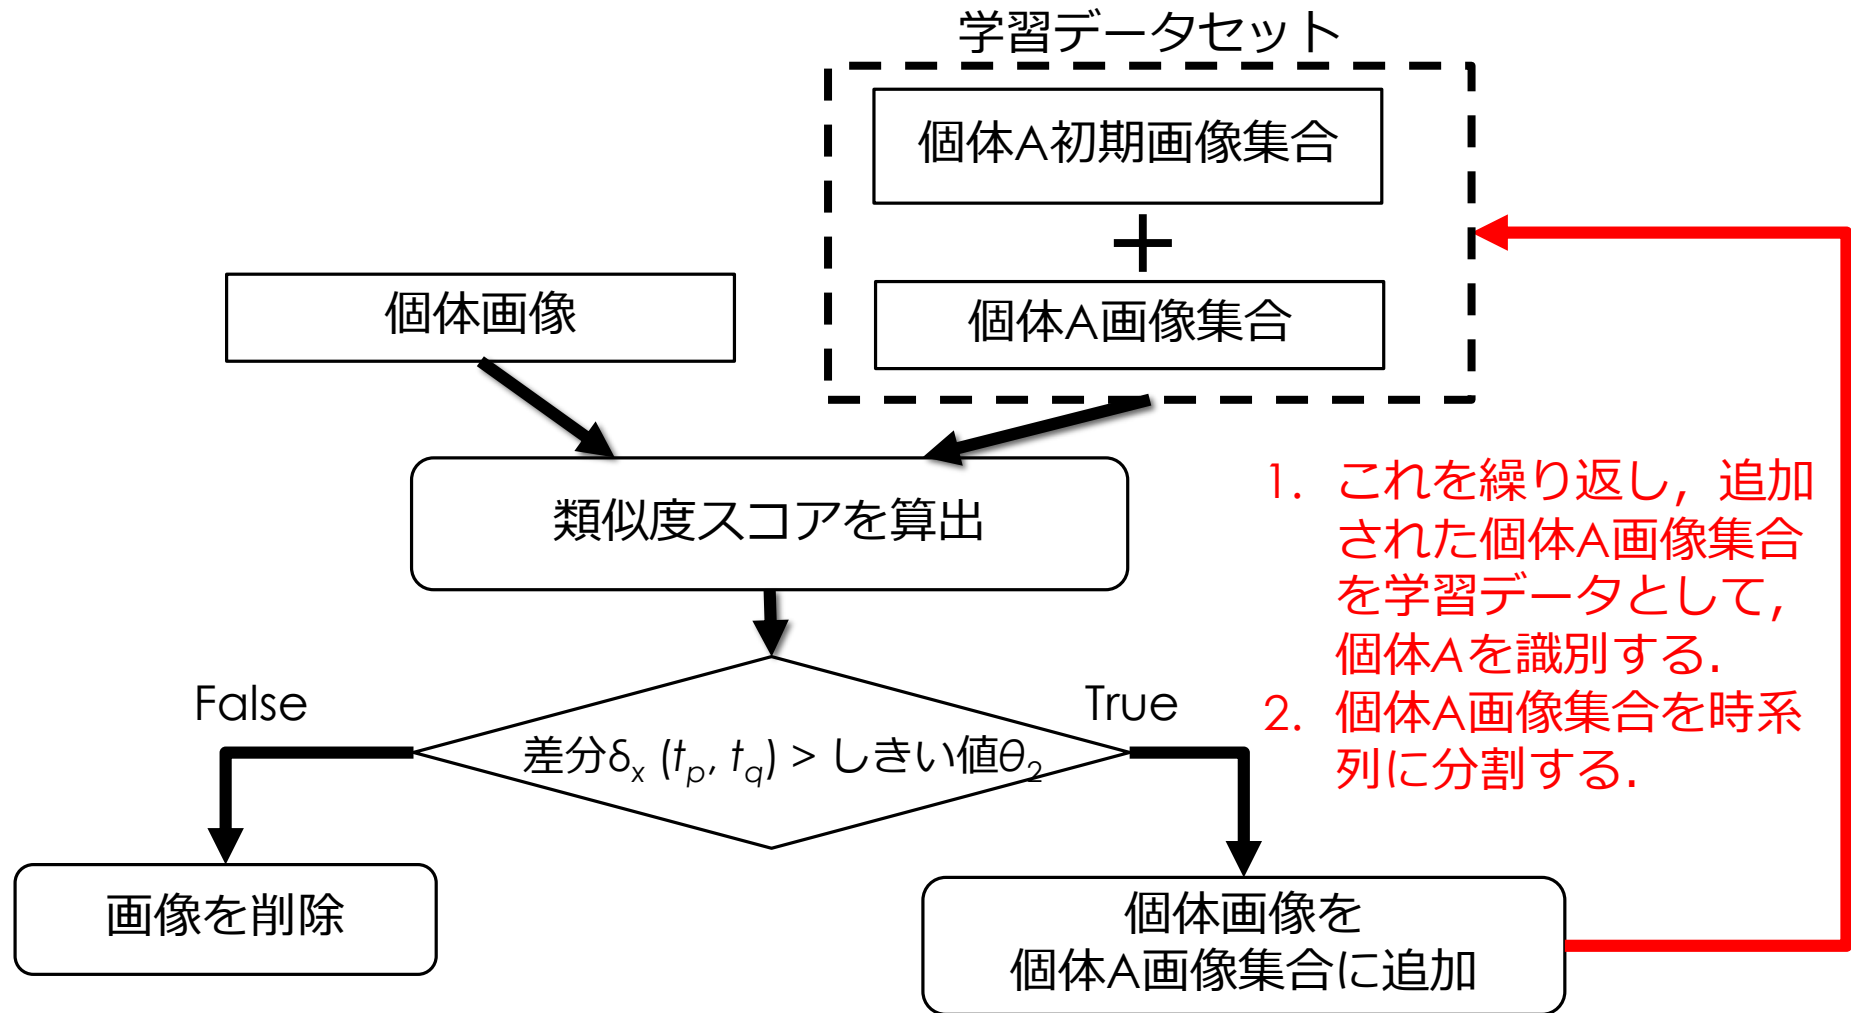 学習データセット
個体A初期画像集合
+
個体画像
個体A画像集合
類似度スコアを算出
1. これを繰り返し，追加
された個体A画像集合
を学習データとして，
個体Aを識別する．
2. 個体A画像集合を時系
列に分割する．
False
True
差分δx (tp, tq) > しきい値θ2
画像を削除
個体画像を
個体A画像集合に追加